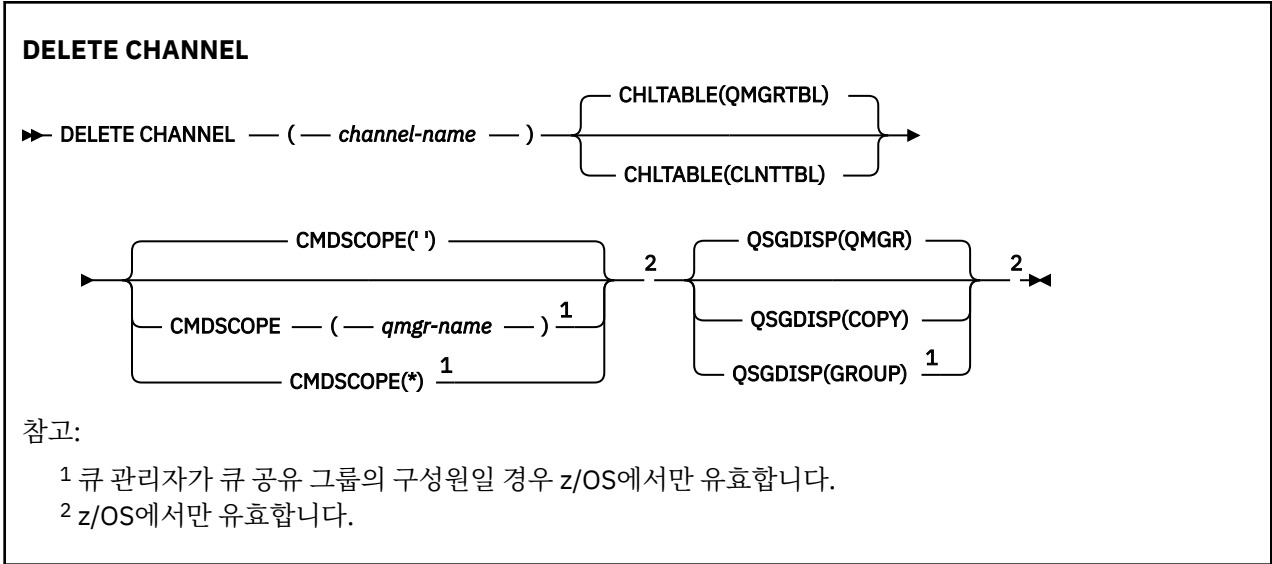 DELETE CHANNEL
CHLTABLE(QMGRTBL)
DELETE CHANNEL ( channel-name )
CHLTABLE(CLNTTBL)
CMDSCOPE(' ') QSGDISP(QMGR)
2 2
CMDSCOPE ( qmgr-name ) 1 QSGDISP(COPY)
CMDSCOPE(*) 1 QSGDISP(GROUP) 1
참고:
1 큐 관리자가 큐 공유 그룹의 구성원일 경우 z/OS에서만 유효합니다.
2 z/OS에서만 유효합니다.